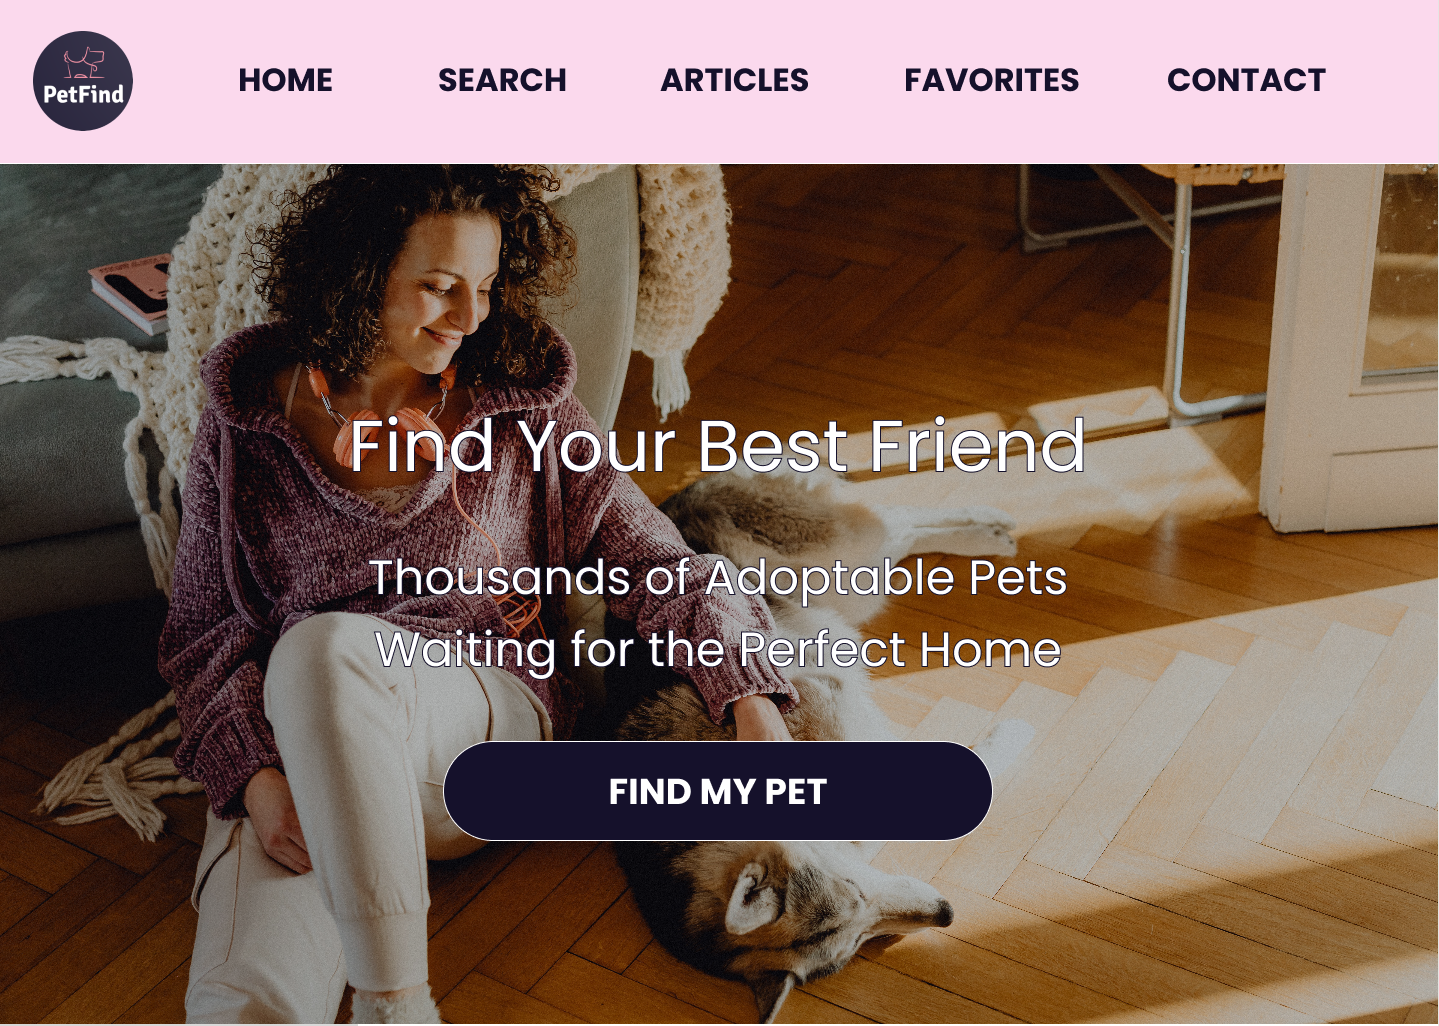 PetFind
HOME SEARCH ARTICLES FAVORITES CONTACT
Find Your Best Friend
Thousands of Adoptable Pets
Waiting for the Perfect Home
FIND MY PET